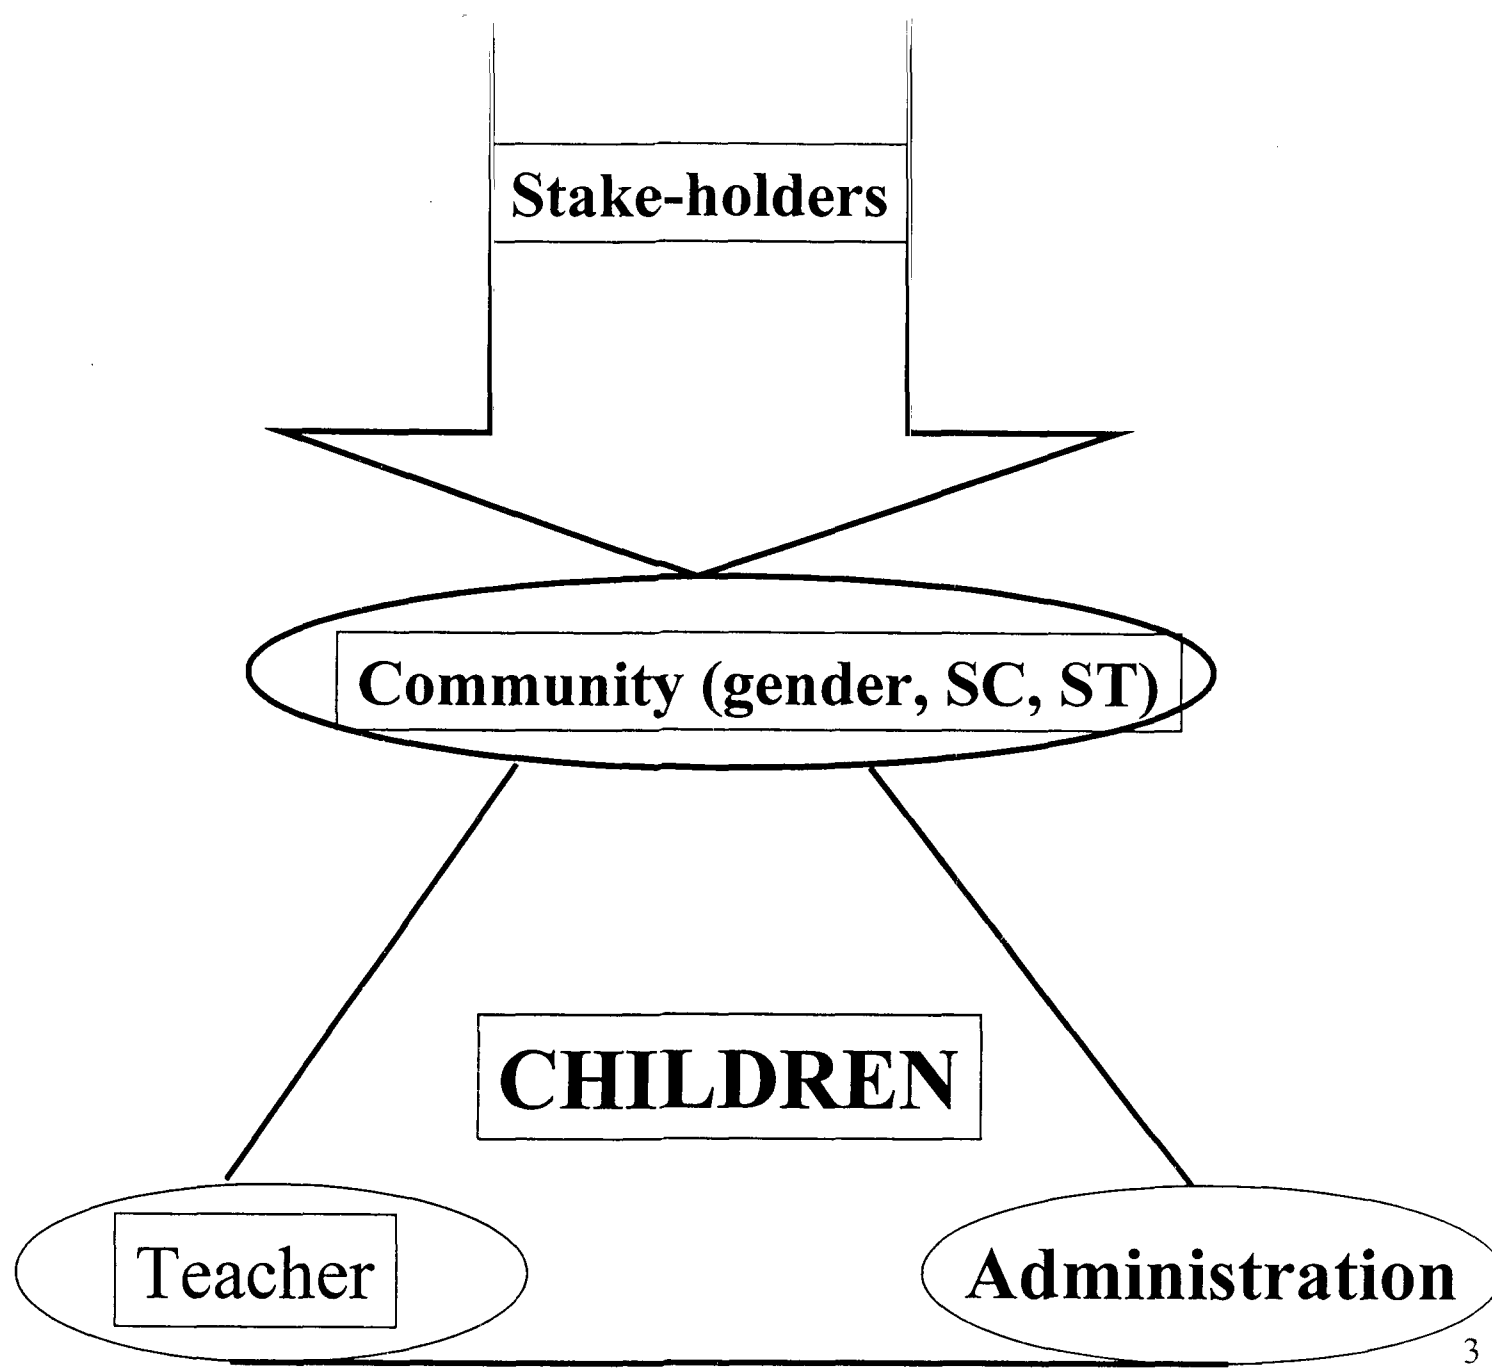 Stake-holders
Community (gender, SC, ST)
CHILDREN
Teacher
Administration
3